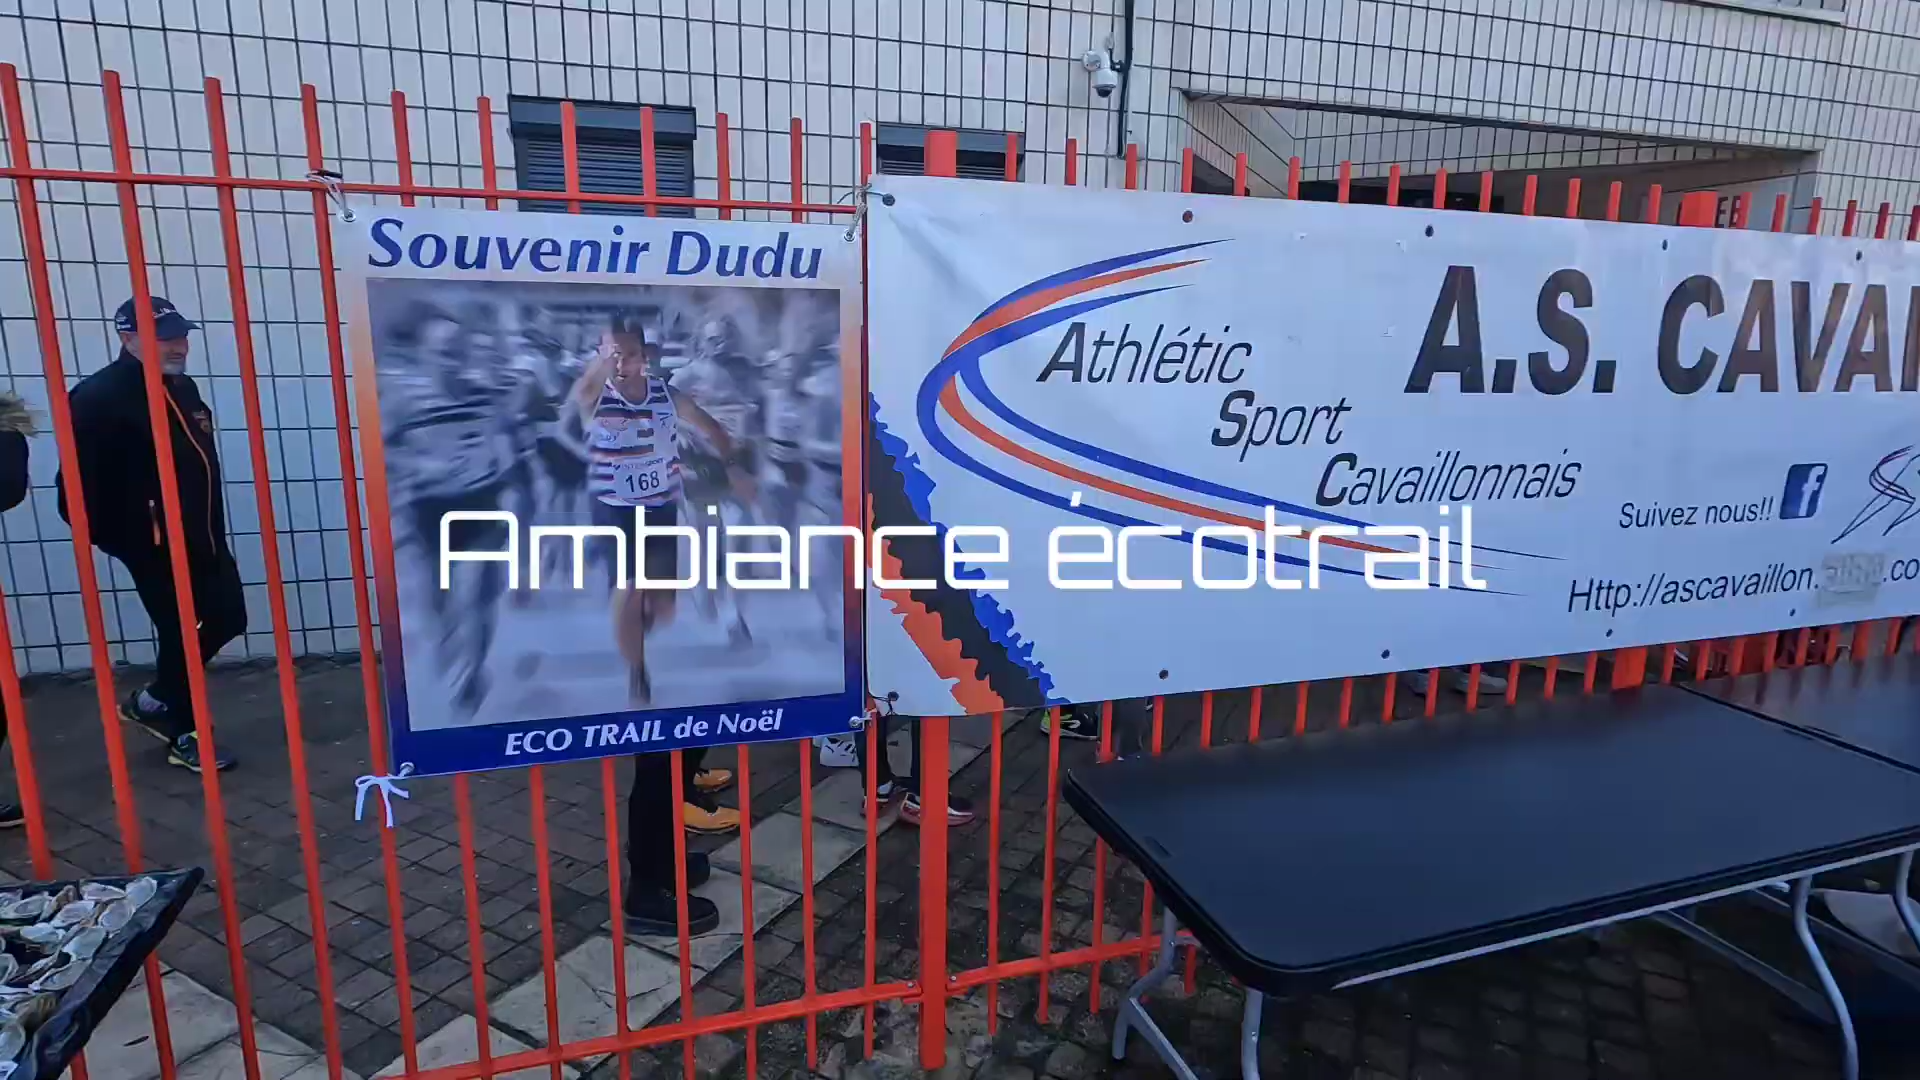 Souvenir Dudu
168
ECO TRAIL de Noël
Athlétic
Sport
Cavaillonnais
A.S. CAVAI
Suivez nous!! f
Http://ascavaillon.
Ambiance écotrail